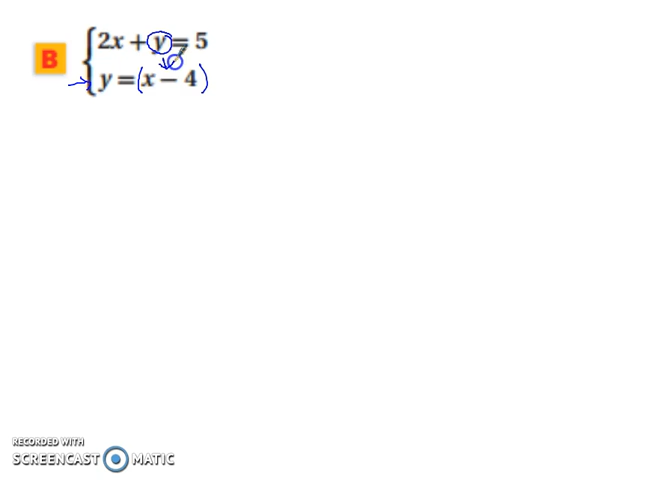 B
2x + y = 5
y = (x − 4)
RECORDED WITH
SCREENCAST MATIC